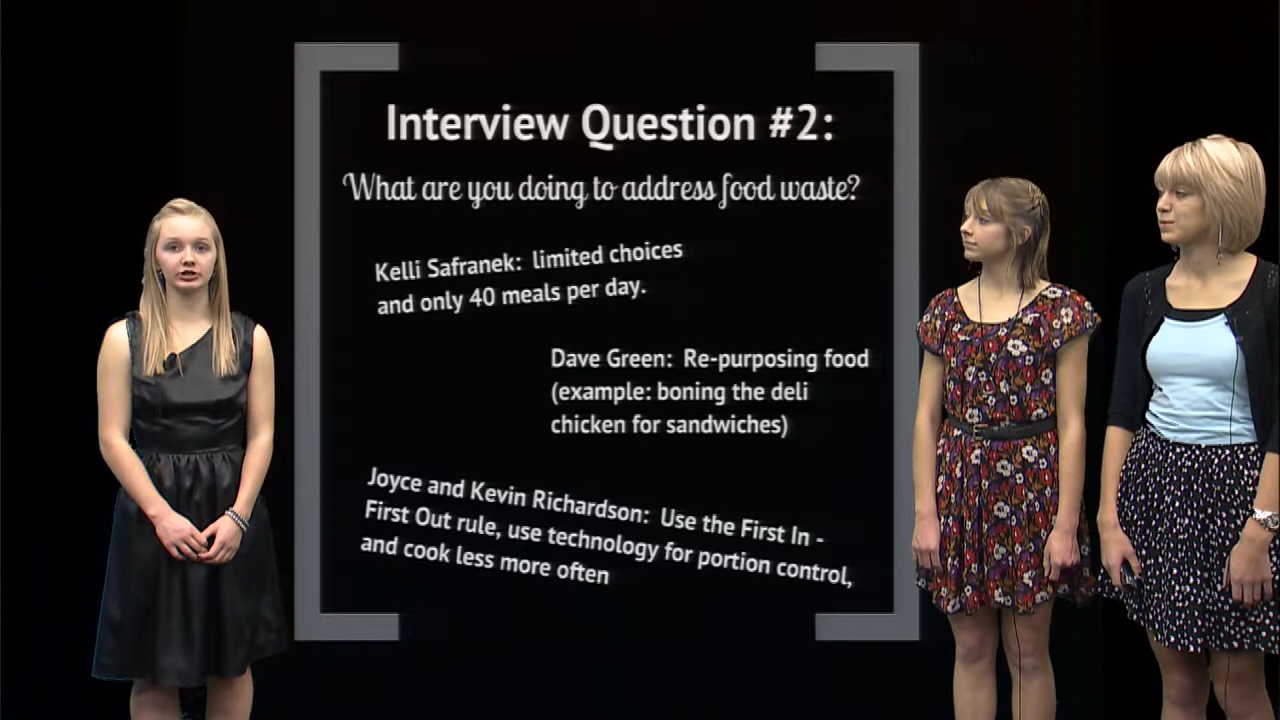 Interview Question #2:
What are you doing to address food waste?
Kelli Safranek: limited choices
and only 40 meals per day.
Dave Green: Re-purposing food
(example: boning the deli
chicken for sandwiches)
Joyce and Kevin Richardson: Use the First In -
First Out rule, use technology for portion control,
and cook less more often